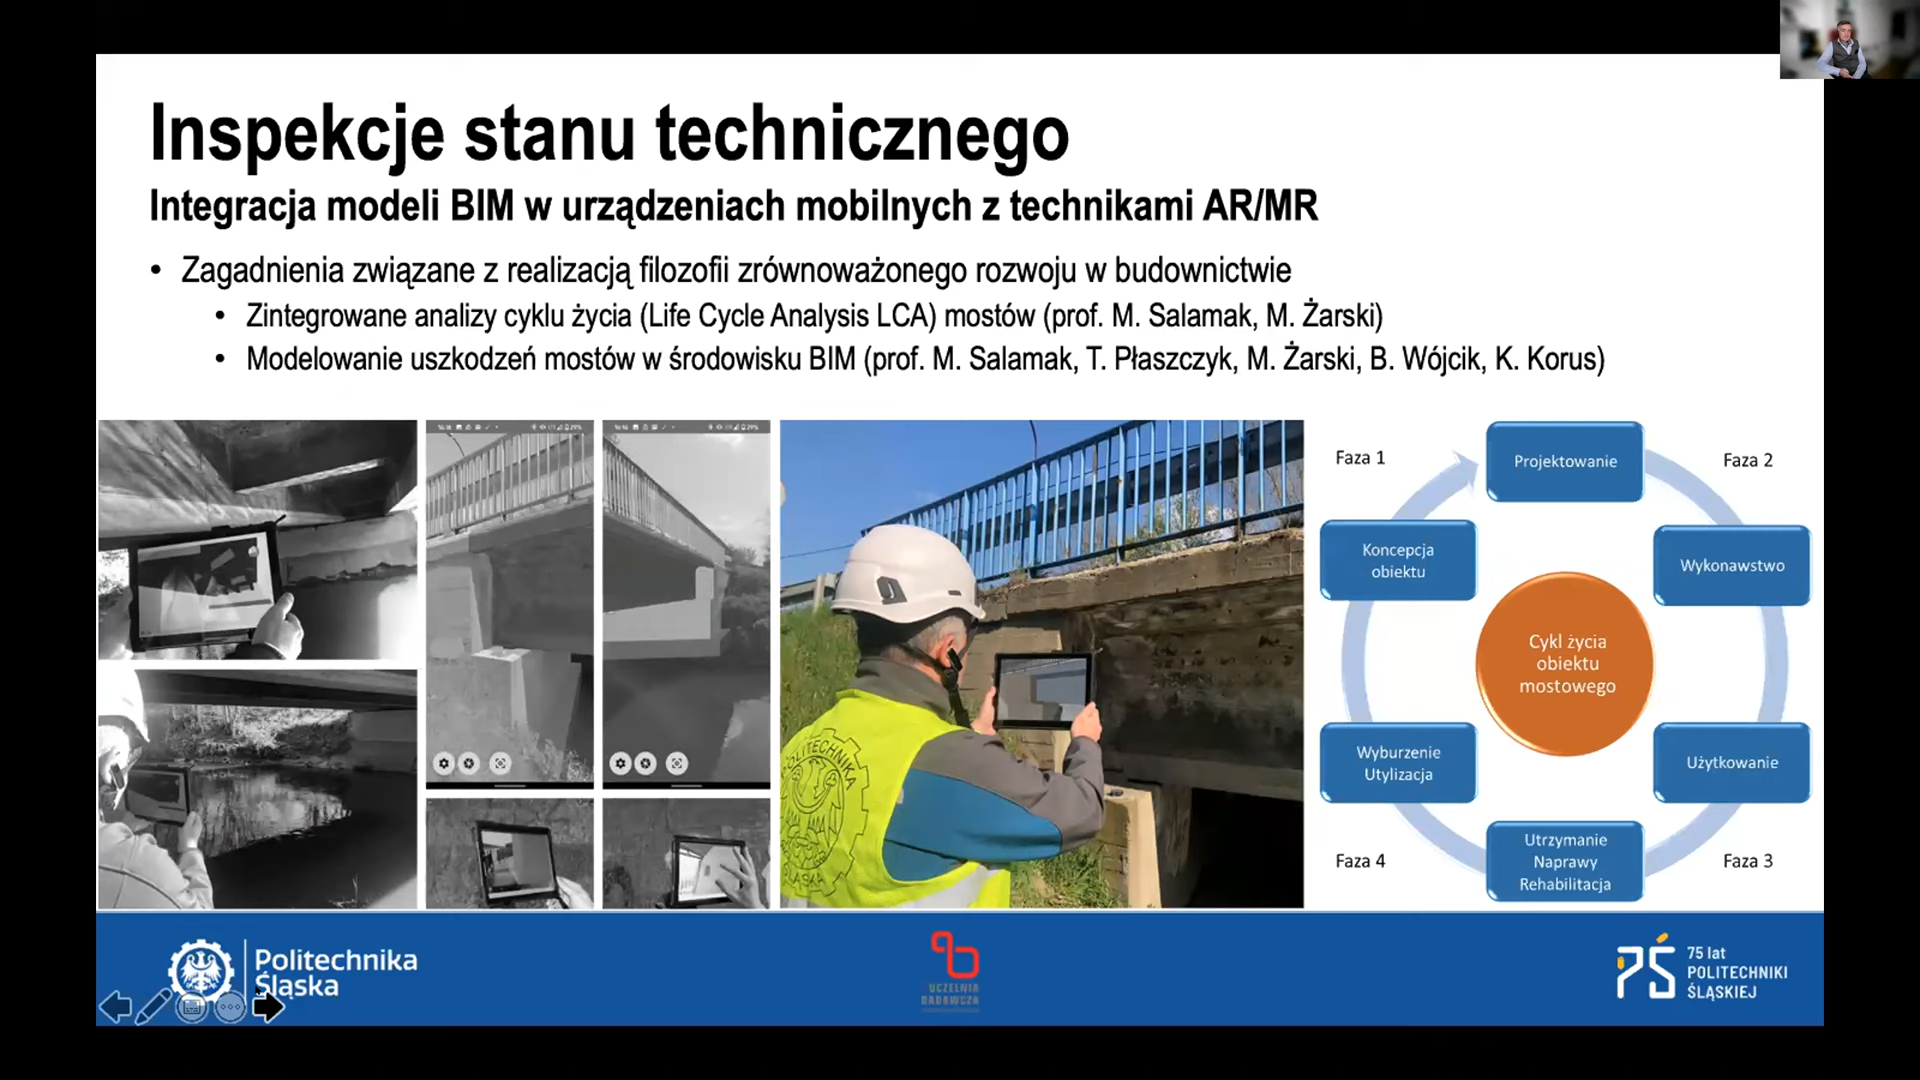 Inspekcje stanu technicznego
Integracja modeli BIM w urządzeniach mobilnych z technikami AR/MR
• Zagadnienia związane z realizacją filozofii zrównoważonego rozwoju w budownictwie
• Zintegrowane analizy cyklu życia (Life Cycle Analysis LCA) mostów (prof. M. Salamak, M. Żarski)
• Modelowanie uszkodzeń mostów w środowisku BIM (prof. M. Salamak, T. Płaszczyk, M. Żarski, B. Wójcik, K. Korus)
Faza 1
Projektowanie
Faza 2
Koncepcja
obiektu
Wykonawstwo
Cykl życia
obiektu
mostowego
Wyburzenie
Utylizacja
Użytkowanie
Faza 4
Utrzymanie
Naprawy
Rehabilitacja
Faza 3
POLITECHNIKA
ŚLĄSKA
Politechnika
Śląska
UCZELNIA
BADAWCZA
75 lat
POLITECHNIKI
ŚLĄSKIEJ